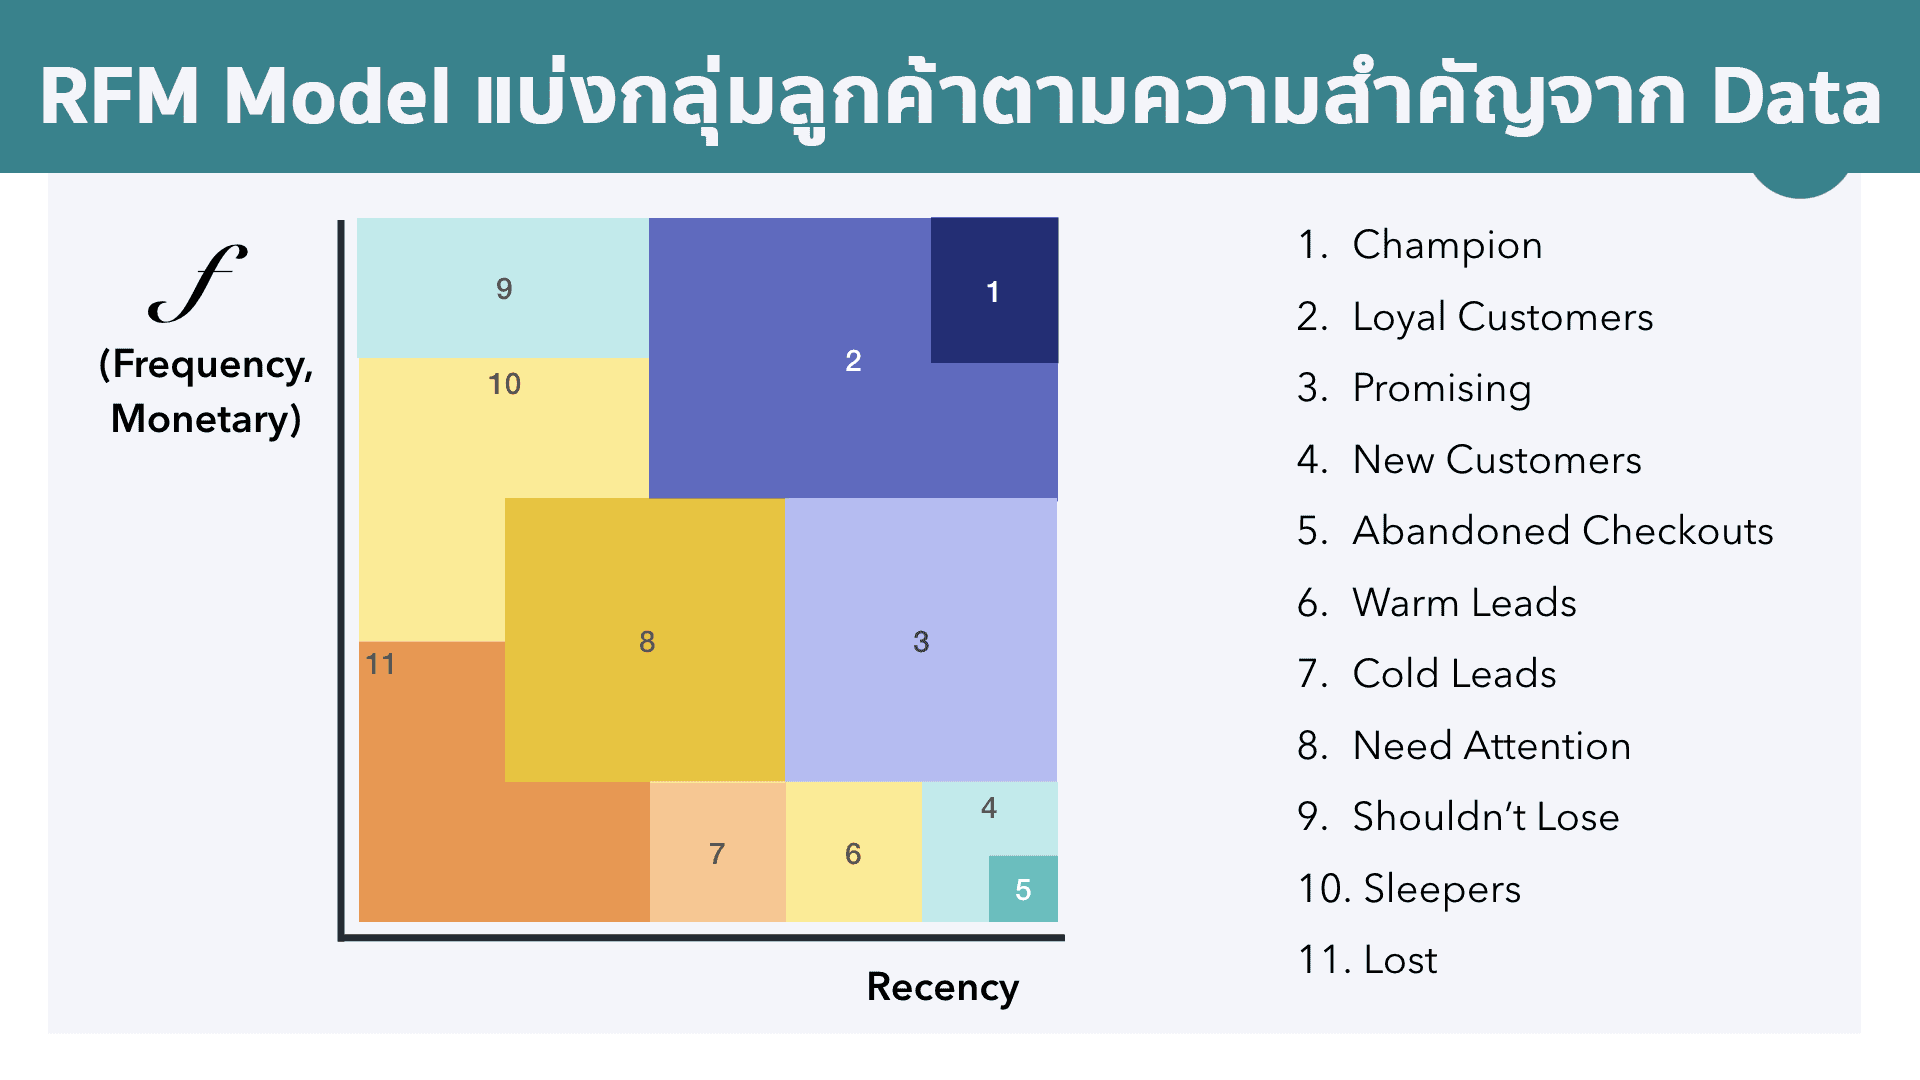 RFM Model แบ่งกลุ่มลูกค้าตามความสำคัญจาก Data
f
(Frequency,
Monetary)
9
1
2
10
8
3
11
7
6
4
5
Recency
1. Champion
2. Loyal Customers
3. Promising
4. New Customers
5. Abandoned Checkouts
6. Warm Leads
7. Cold Leads
8. Need Attention
9. Shouldn’t Lose
10. Sleepers
11. Lost